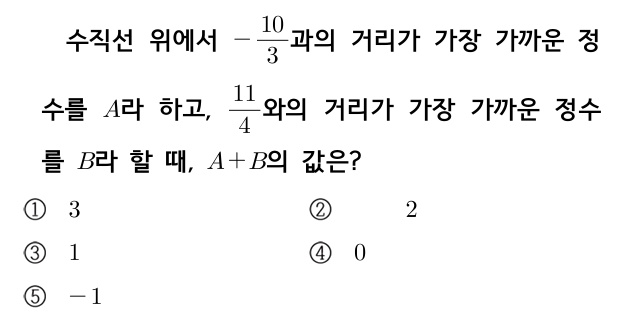 수직선 위에서 $-\frac{10}{3}$과의 거리가 가장 가까운 정
수를 $A$라 하고, $\frac{11}{4}$와의 거리가 가장 가까운 정수
를 $B$라 할 때, $A+B$의 값은?
① 3 ② 2
③ 1 ④ 0
⑤ −1